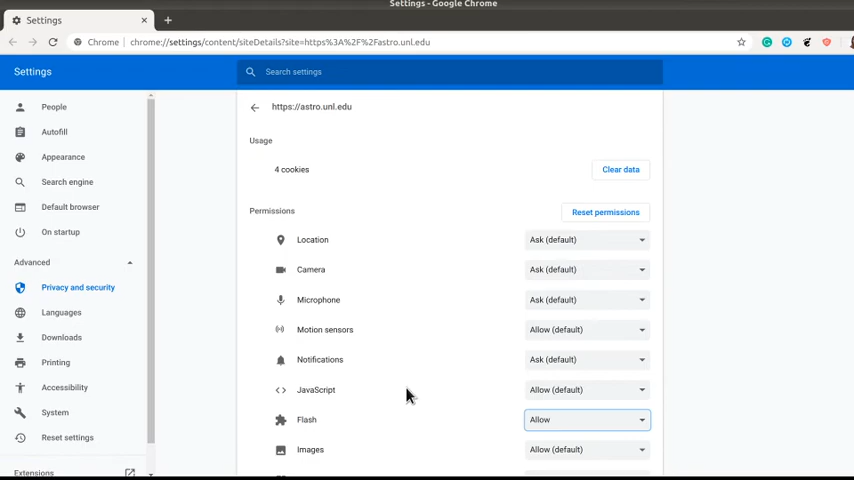 Settings - Google Chrome
Settings
Chrome | chrome://settings/content/siteDetails?site=https%3A%2F%2Fastro.unl.edu
Settings
Search settings
People
Autofill
Appearance
Search engine
Default browser
On startup
Advanced
Privacy and security
Languages
Downloads
Printing
Accessibility
System
Reset settings
Extensions
https://astro.unl.edu
Usage
4 cookies Clear data
Permissions Reset permissions
Location Ask (default)
Camera Ask (default)
Microphone Ask (default)
Motion sensors Allow (default)
Notifications Ask (default)
JavaScript Allow (default)
Flash Allow
Images Allow (default)